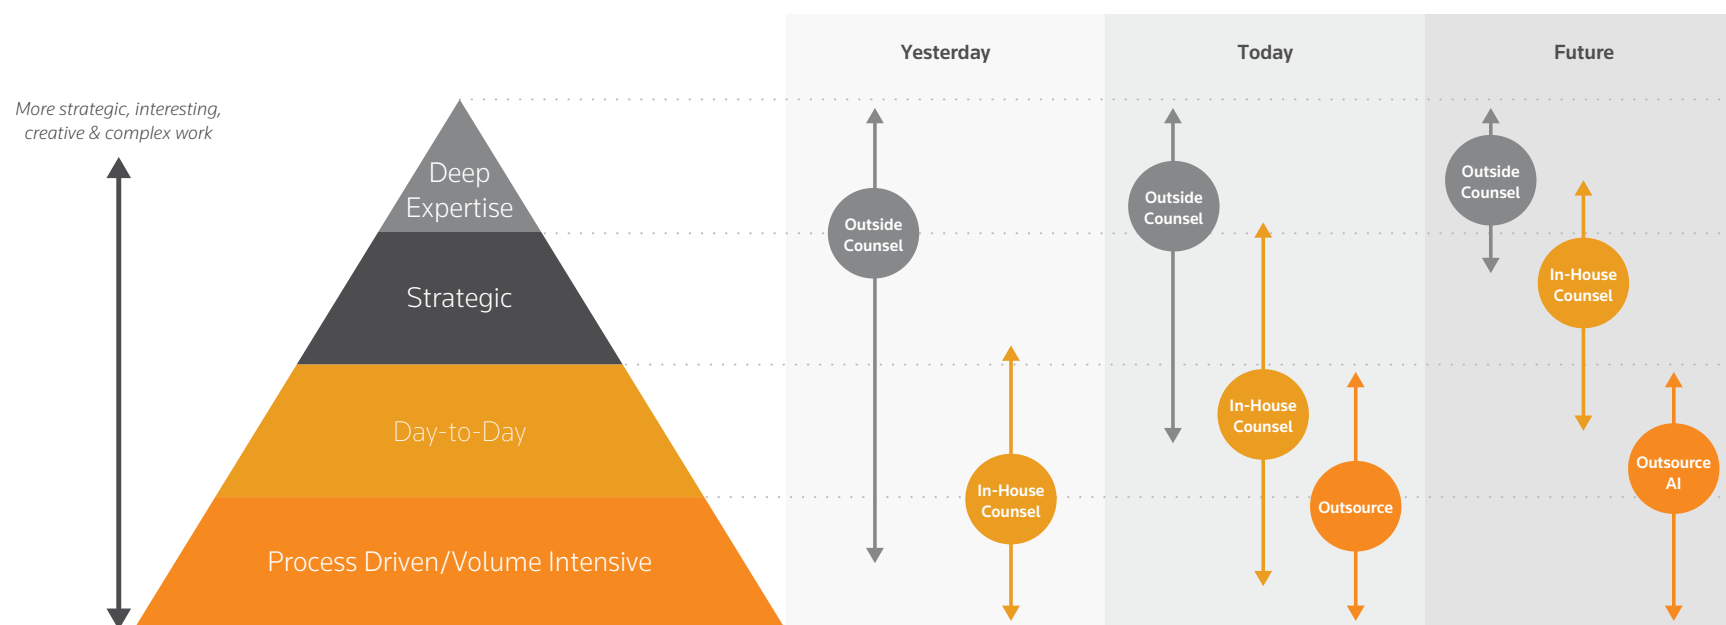 More strategic, interesting,
creative & complex work
Deep
Expertise
Strategic
Day-to-Day
Process Driven/Volume Intensive
Yesterday
Outside
Counsel
In-House
Counsel
Today
Outside
Counsel
In-House
Counsel
Outsource
Future
Outside
Counsel
In-House
Counsel
Outsource
AI